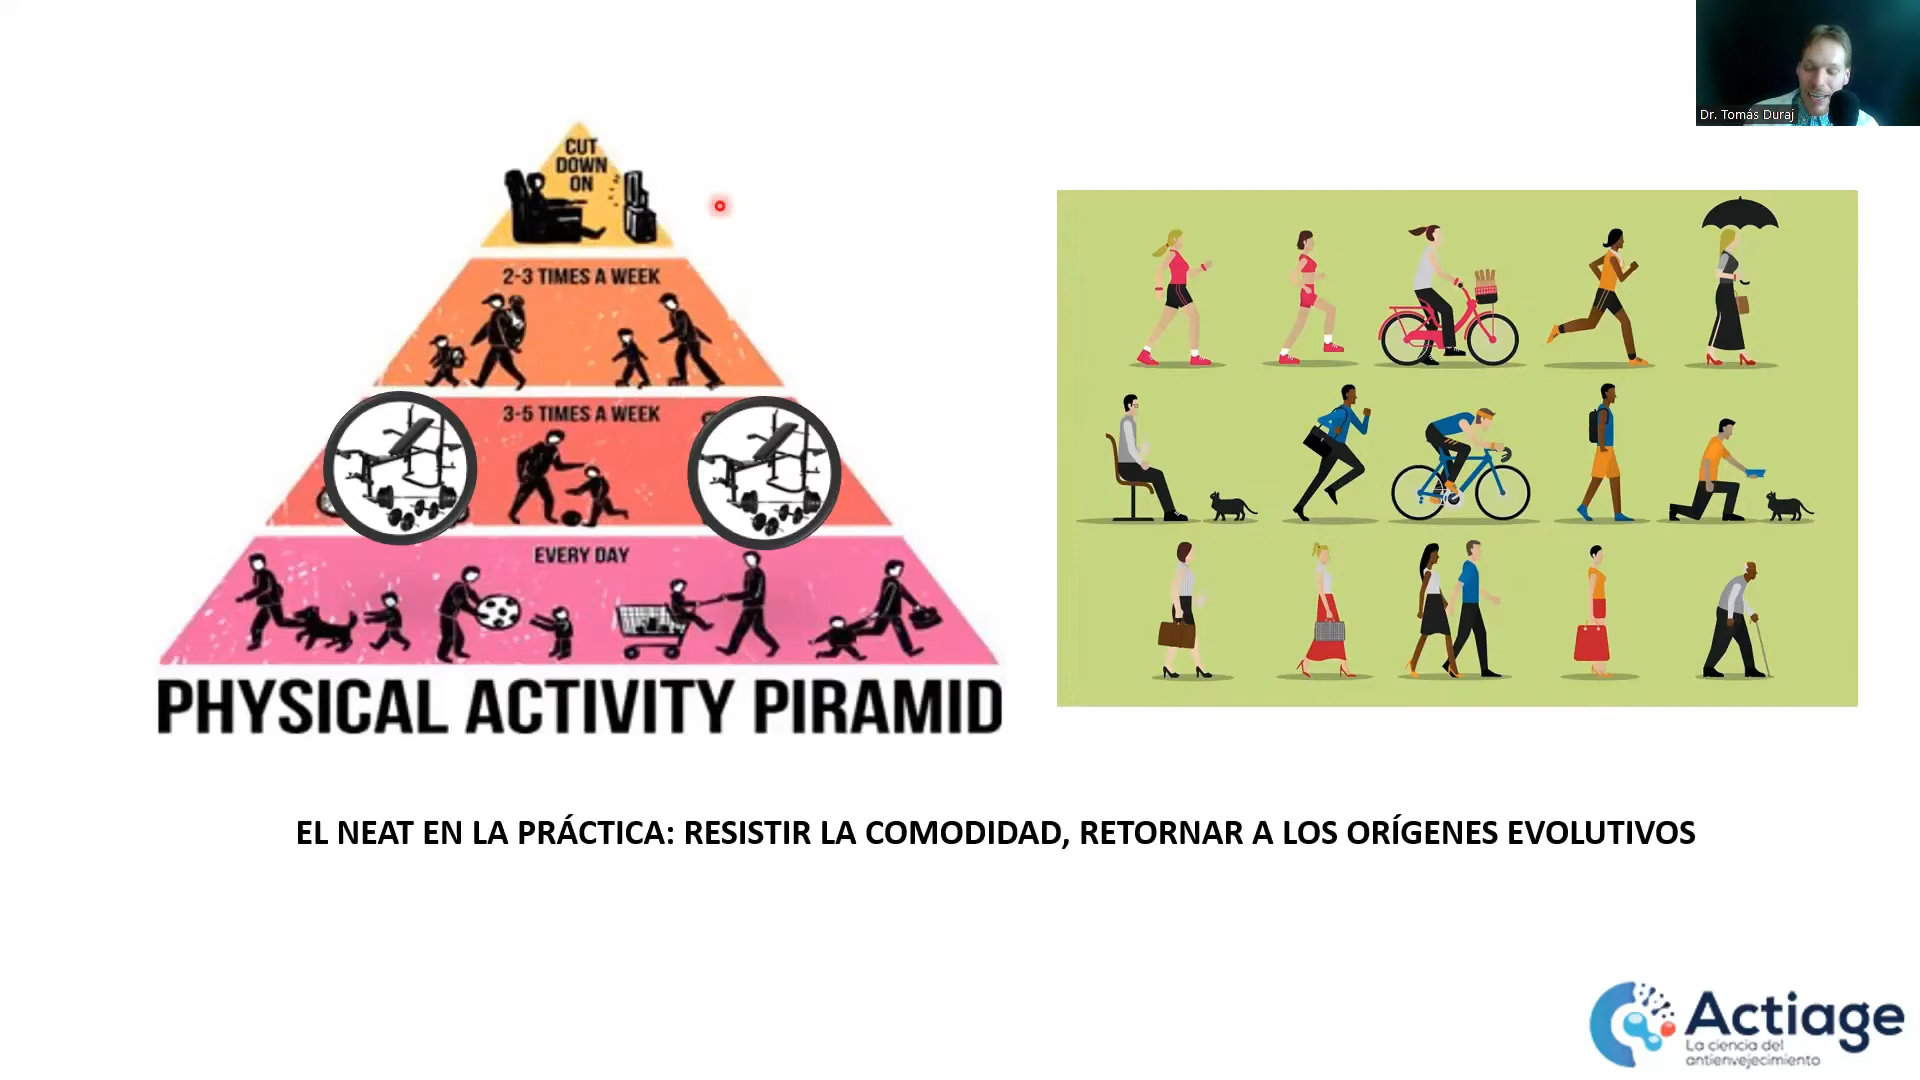 Dr. Tomás Duraj
CUT
DOWN
ON
2-3 TIMES A WEEK
3-5 TIMES A WEEK
EVERY DAY
PHYSICAL ACTIVITY PIRAMID
EL NEAT EN LA PRÁCTICA: RESISTIR LA COMODIDAD, RETORNAR A LOS ORÍGENES EVOLUTIVOS
Actiage
La ciencia del
antienvejecimiento